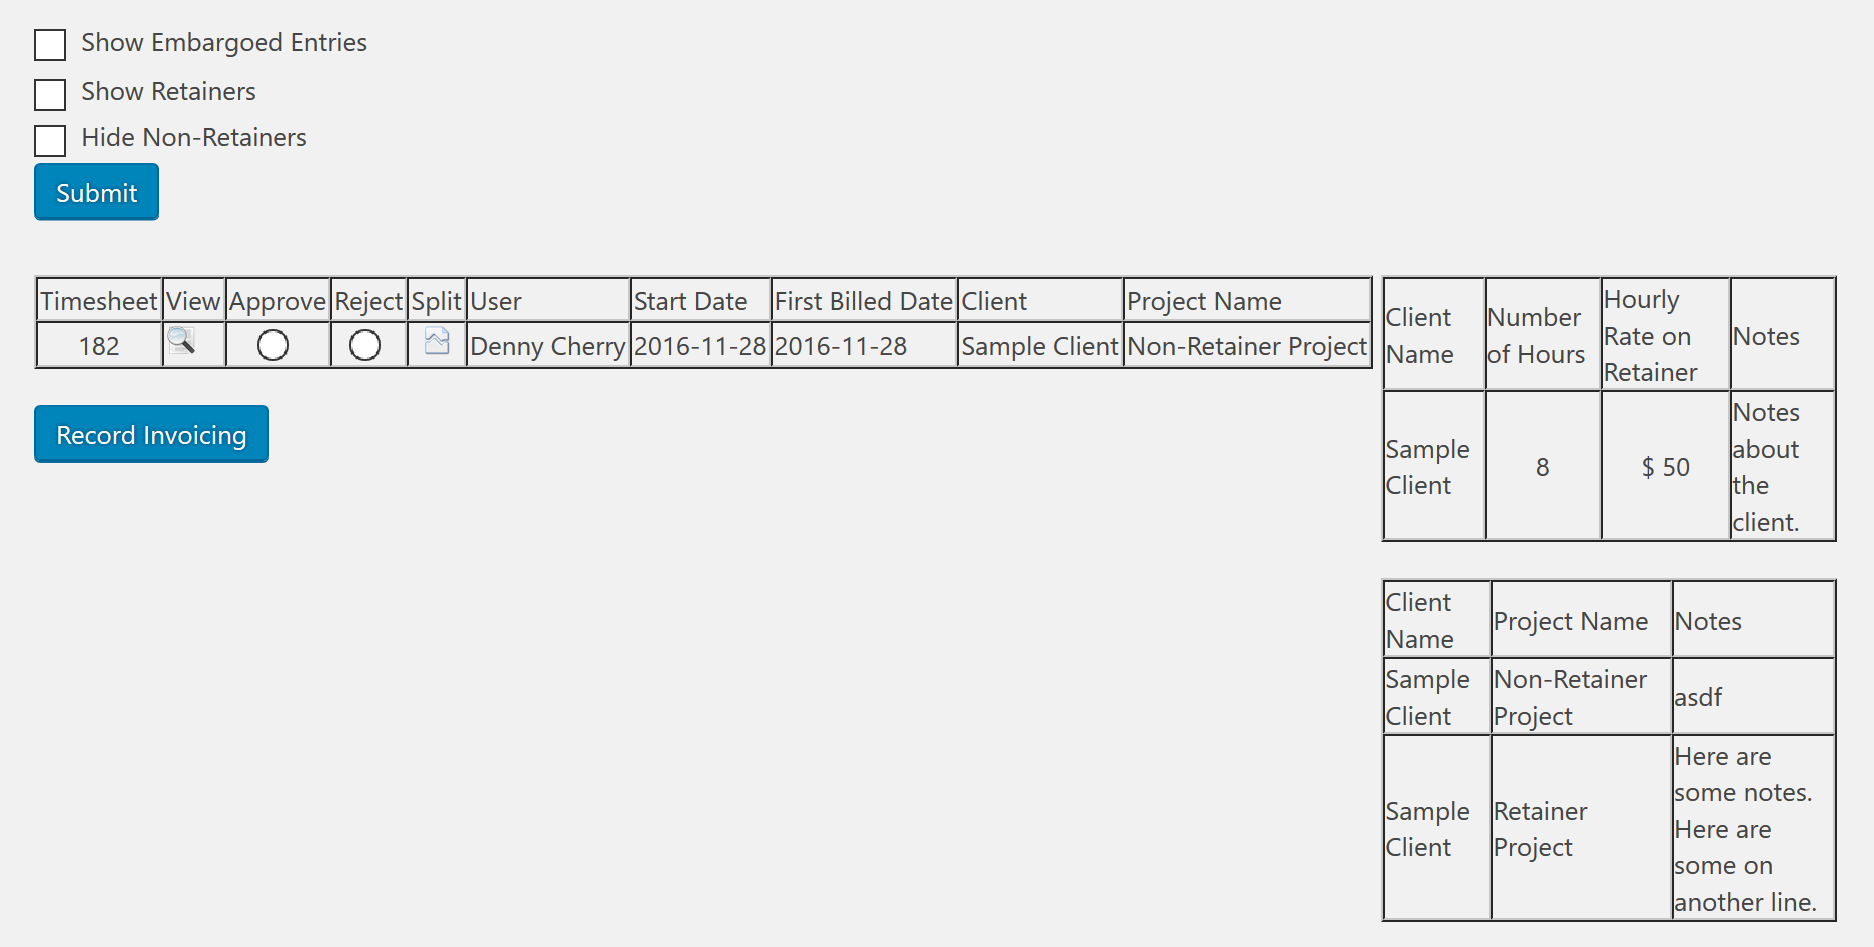 Show Embargoed Entries
Show Retainers
Hide Non-Retainers
Submit
Timesheet View Approve Reject Split User Start Date First Billed Date Client Project Name
182 Denny Cherry 2016-11-28 2016-11-28 Sample Client Non-Retainer Project
Record Invoicing
Client
Name
Number
of Hours
Hourly
Rate on
Retainer
Notes
Sample
Client
8
$ 50
Notes
about
the
client.
Client
Name
Project Name
Notes
Sample
Client
Non-Retainer
Project
asdf
Sample
Client
Retainer
Project
Here are
some notes.
Here are
some on
another line.